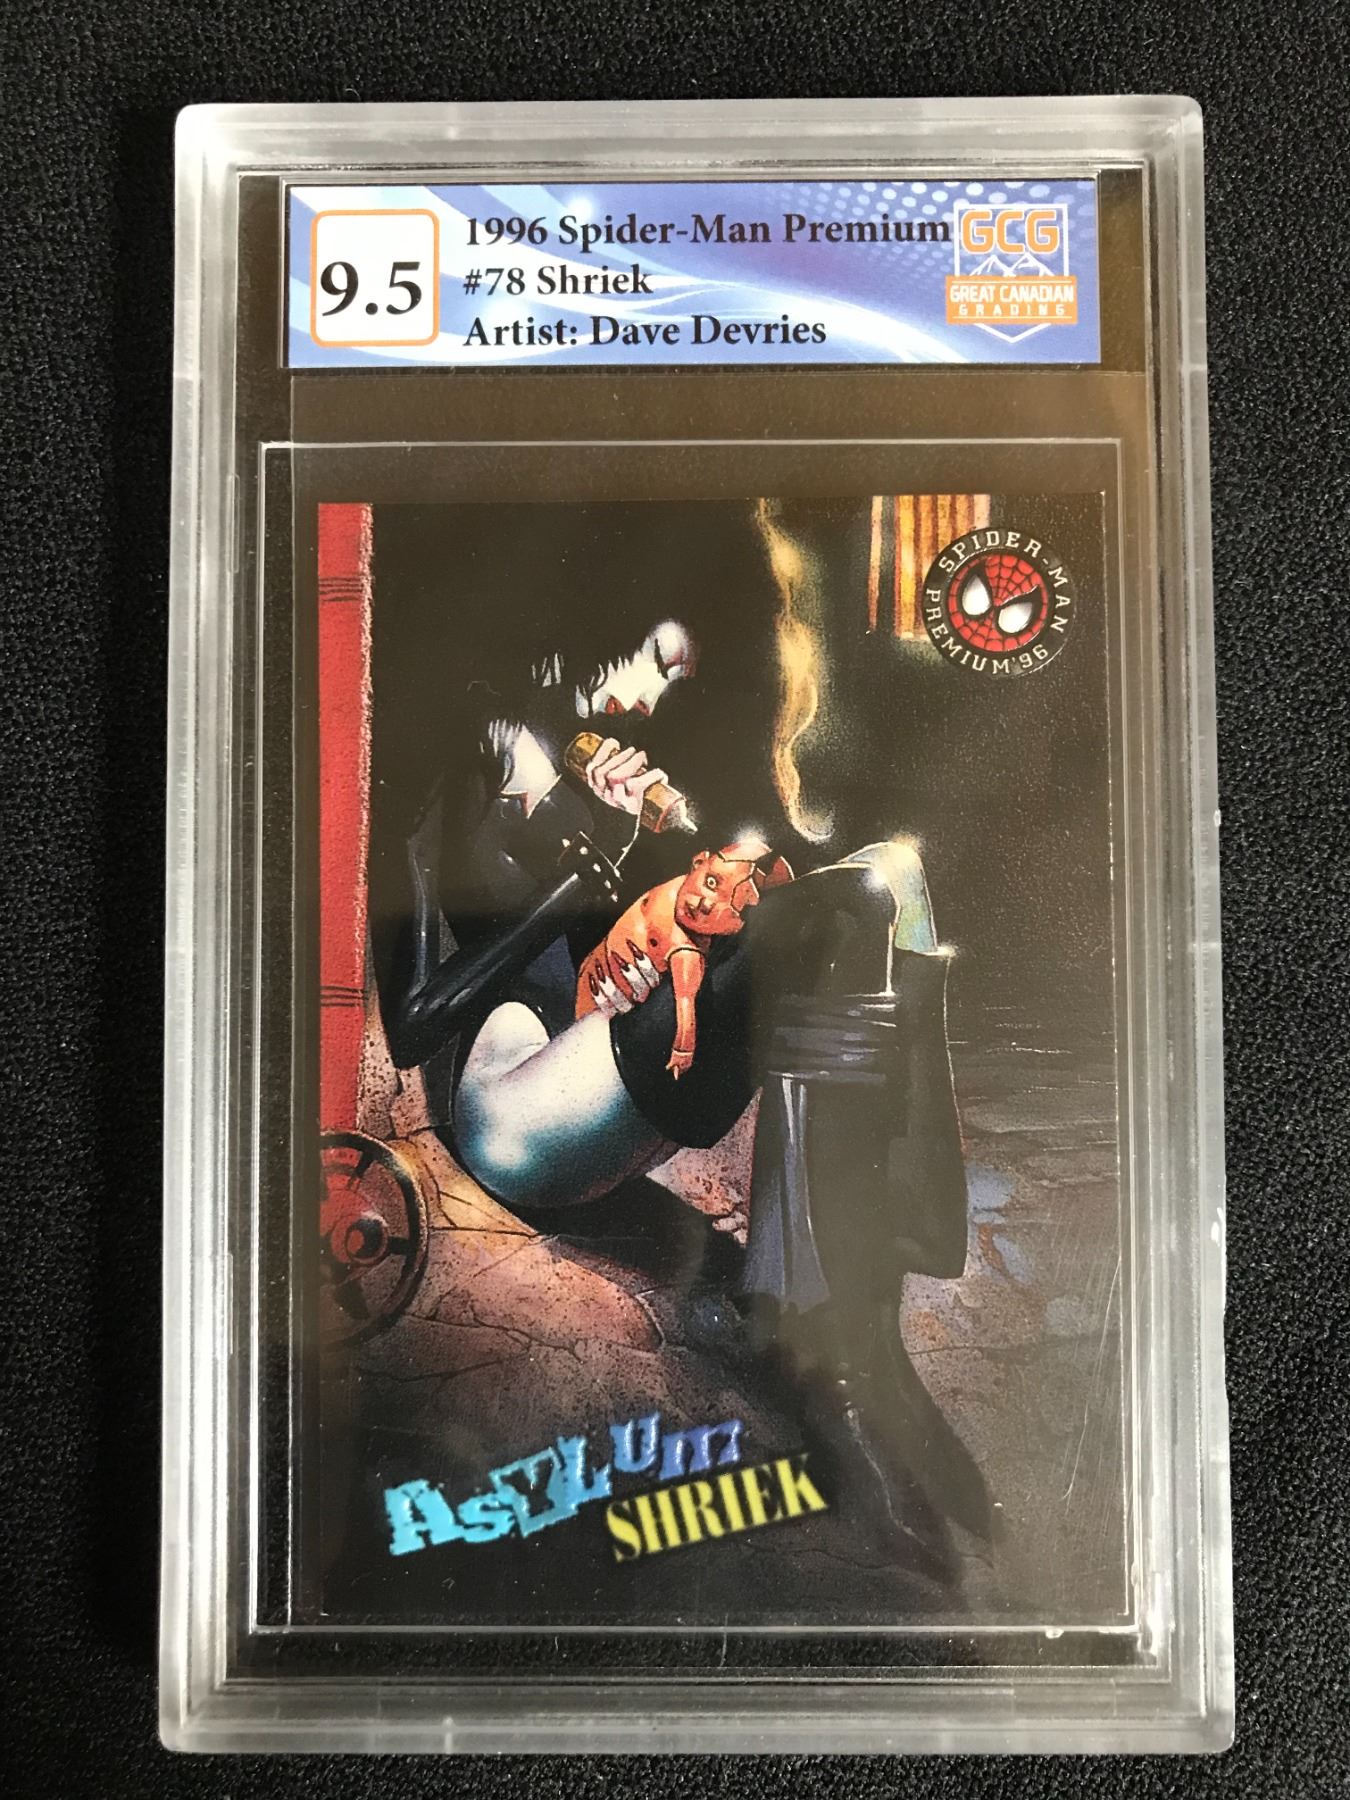 9.5
1996 Spider-Man Premium
#78 Shriek
Artist: Dave Devries
GCG
GREAT CANADIAN
GRADING
SPIDER-MAN
PREMIUM '96
ASYLUM
SHRIEK